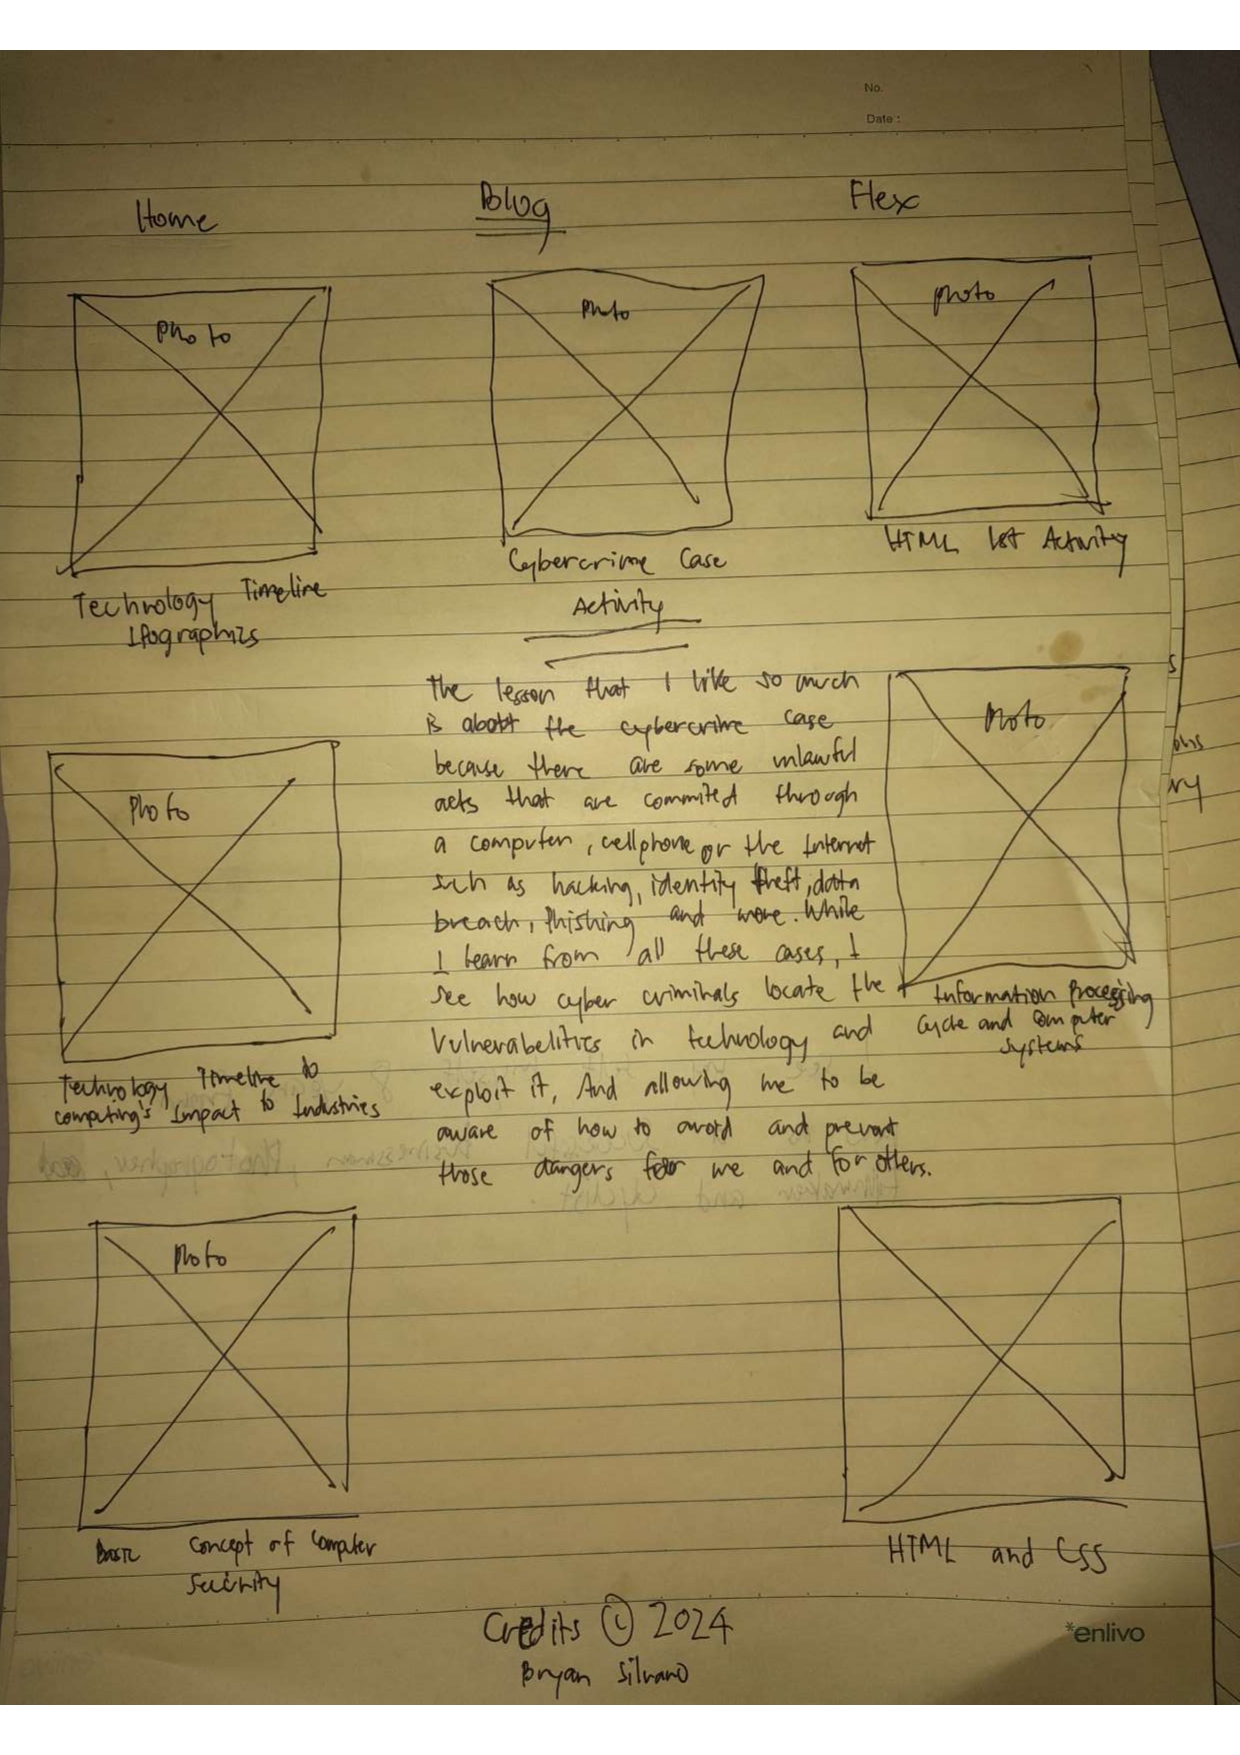 No.
Date :
Home Blog Flex
Photo Photo Photo
Technology Timeline
Ifographics
Cybercrime Case
Activity
HTML 1st Activity
Photo
Technology Timeline to
computing's Impact to Industries
The lesson that I like so much
is about the cybercrime case
because there are some unlawful
acts that are commited through
a computer, cellphone or the Internet
such as hacking, identity theft, data
breach, Phishing and more. While
I learn from all these cases, I
see how cyber criminals locate the
Vulnerabelities in technology and
exploit it, And allowing me to be
aware of how to avoid and prevent
those dangers for me and for others.
Photo
Information Processing
Cycle and Computer
Systems
Photo
Basic Concept of Computer
Security
HTML and CSS
Credits © 2024
Bryan Silvano
*enlivo